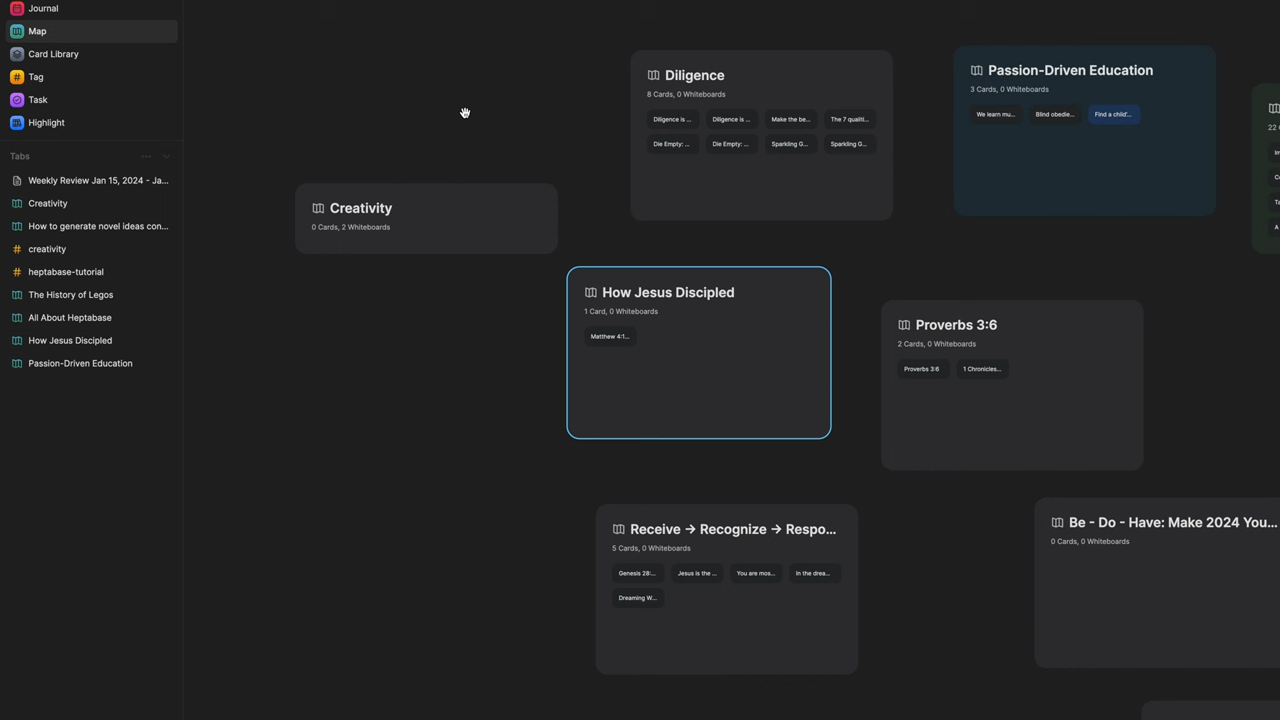 Journal
Map
Card Library
Tag
Task
Highlight
Tabs
Weekly Review Jan 15, 2024 - Ja...
Creativity
How to generate novel ideas con...
creativity
heptabase-tutorial
The History of Legos
All About Heptabase
How Jesus Discipled
Passion-Driven Education
Diligence
8 Cards, 0 Whiteboards
Diligence is ...
Diligence is ...
Make the be...
The 7 qualiti...
Die Empty: ...
Die Empty: ...
Sparkling G...
Sparkling G...
Passion-Driven Education
3 Cards, 0 Whiteboards
We learn mu...
Blind obedie...
Find a child'...
22
Creativity
0 Cards, 2 Whiteboards
How Jesus Discipled
1 Card, 0 Whiteboards
Matthew 4:1...
Proverbs 3:6
2 Cards, 0 Whiteboards
Proverbs 3:6
1 Chronicles...
Receive → Recognize → Respo...
5 Cards, 0 Whiteboards
Genesis 28:...
Jesus is the ...
You are mos...
In the drea...
Dreaming W...
Be - Do - Have: Make 2024 You...
0 Cards, 0 Whiteboards